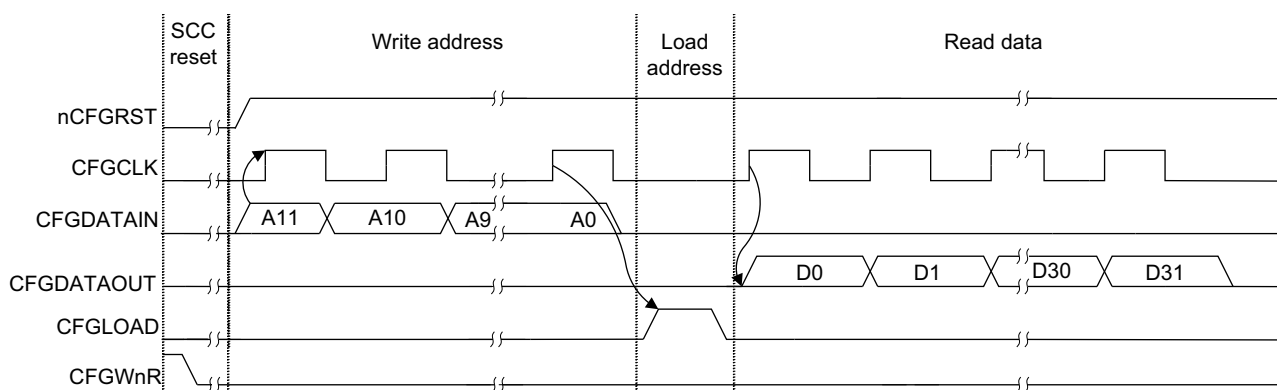 SCC
reset
Write address
Load
address
Read data
nCFGRST
CFGCLK
CFGDATAIN
A11
A10
A9
A0
CFGDATAOUT
D0
D1
D30
D31
CFGLOAD
CFGWnR